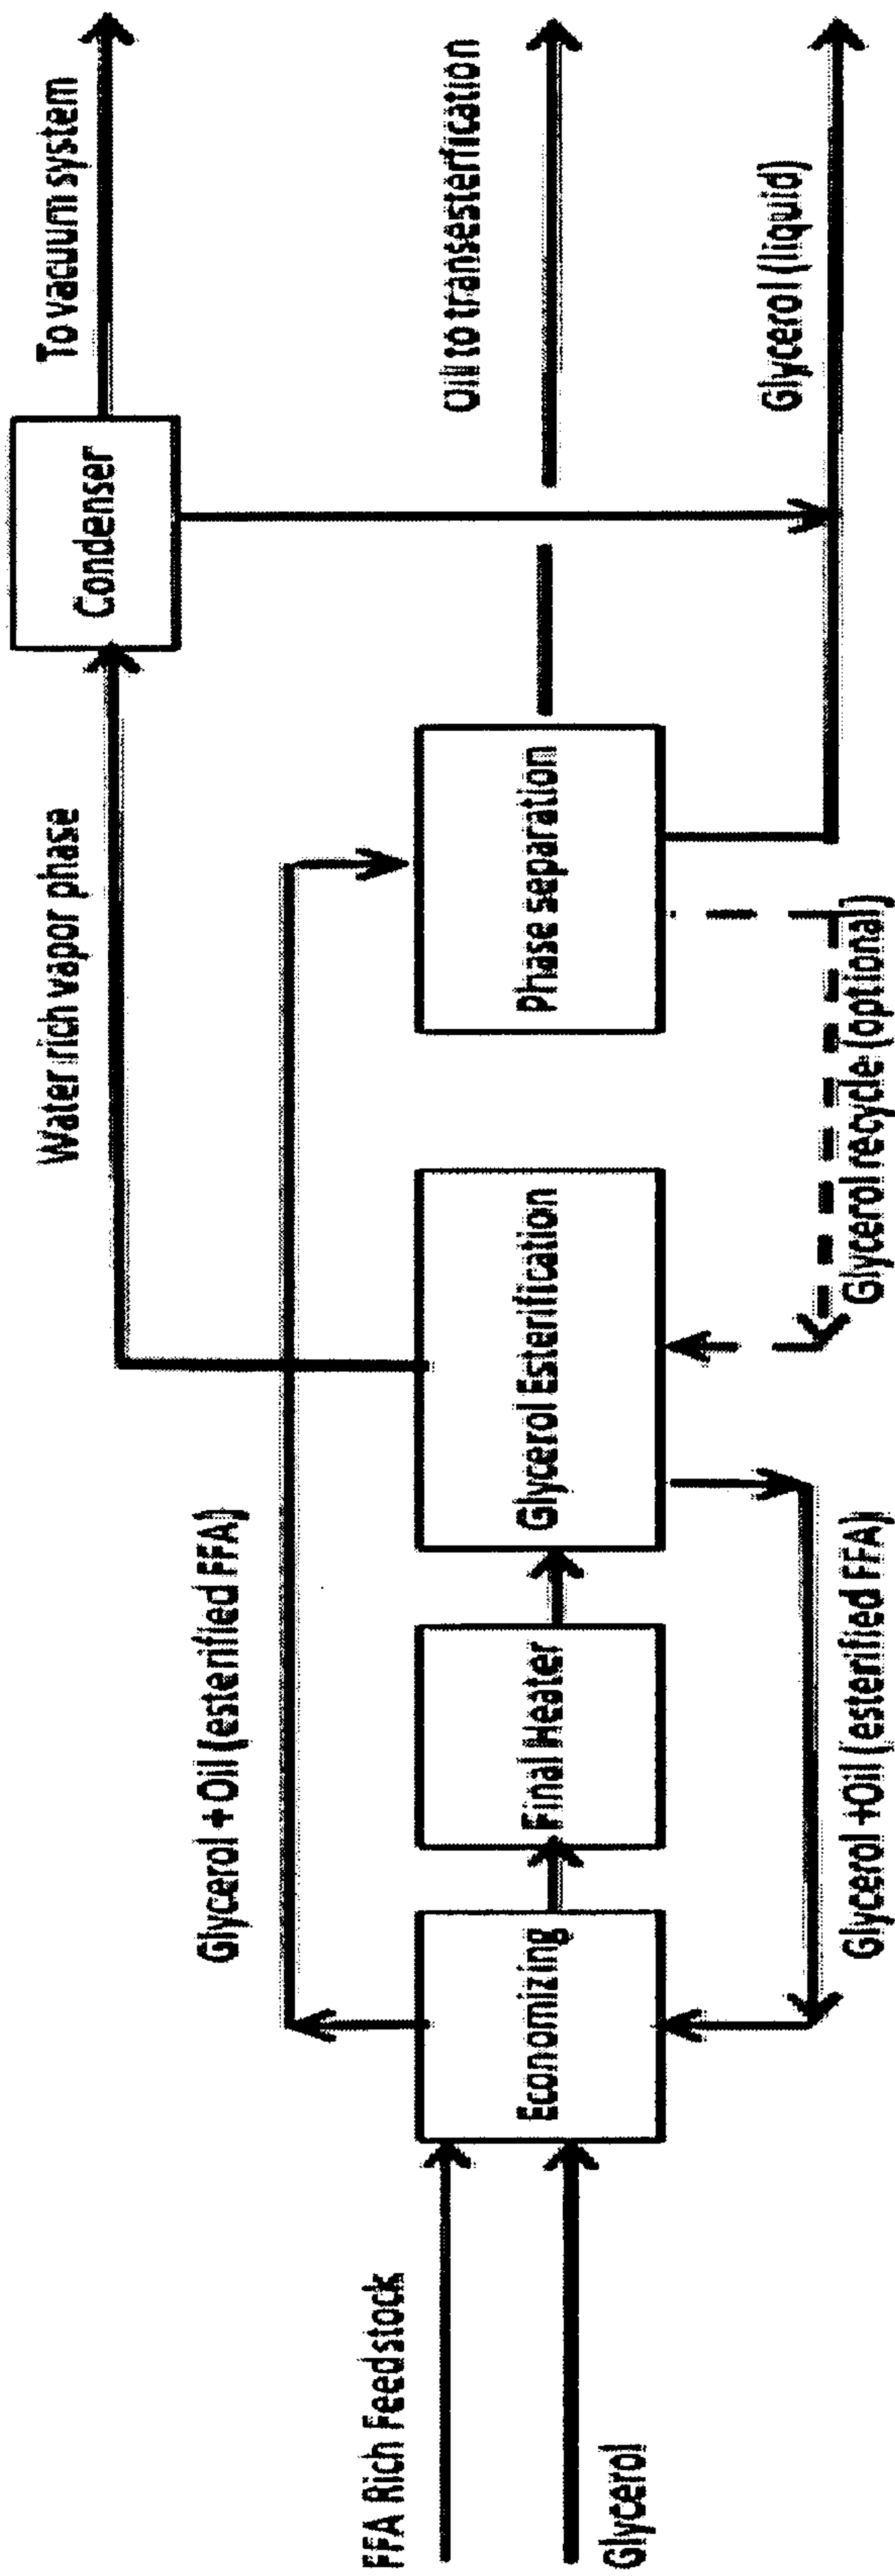 FFA Rich Feedstock
Glycerol
Economizing
Final Heater
Glycerol Esterification
Phase separation
Condenser
Glycerol + Oil (esterified FFA)
Glycerol +Oil (esterified FFA)
Water rich vapor phase
Glycerol recycle (optional)
To vacuum system
Oil to transesterfication
Glycerol (liquid)